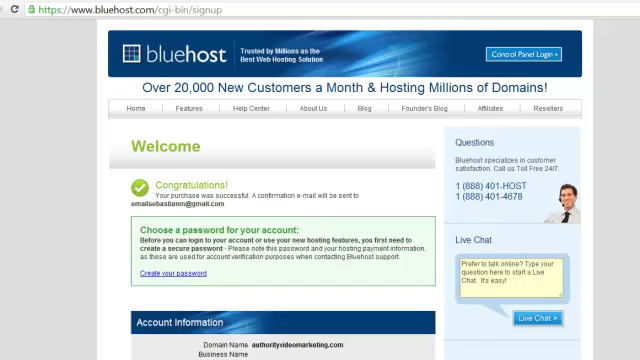 https://www.bluehost.com/cgi-bin/signup
bluehost
Trusted by Millions as the
Best Web Hosting Solution
Control Panel Login
Over 20,000 New Customers a Month & Hosting Millions of Domains!
Home Features Help Center About Us Blog Founder's Blog Affiliates Resellers
Welcome
Congratulations!
Your purchase was successful. A confirmation e-mail will be sent to
emailsebastianm@gmail.com
Choose a password for your account:
Before you can login to your account or use your new hosting features, you first need to
create a secure password - Please note this password and your hosting payment information,
as these are used for account verification purposes when contacting Bluehost support.
Create your password
Account Information
Domain Name authorityvideomarketing.com
Business Name
Questions
Bluehost specializes in customer
satisfaction. Call us Toll Free 24/7.
1 (888) 401-HOST
1 (888) 401-4678
Live Chat
Prefer to talk online? Type your
question here to start a Live
Chat. It's easy!
Live Chat